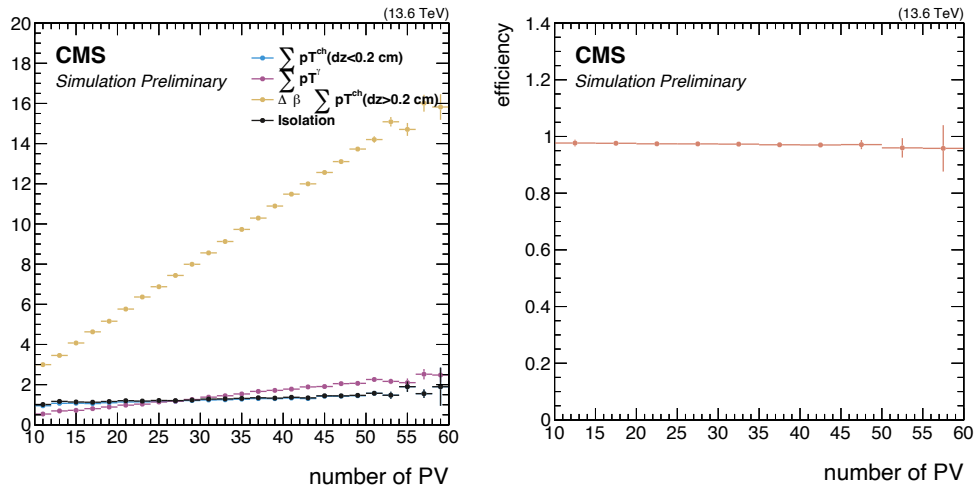 (13.6 TeV)
CMS
Simulation Preliminary
∑ pT^ch(dz<0.2 cm)
∑ pT^γ
Δ β ∑ pT^ch(dz>0.2 cm)
Isolation
20
18
16
14
12
10
8
6
4
2
0
10 15 20 25 30 35 40 45 50 55 60
number of PV
(13.6 TeV)
CMS
Simulation Preliminary
efficiency
1.4
1.2
1
0.8
0.6
0.4
0.2
0
10 15 20 25 30 35 40 45 50 55 60
number of PV